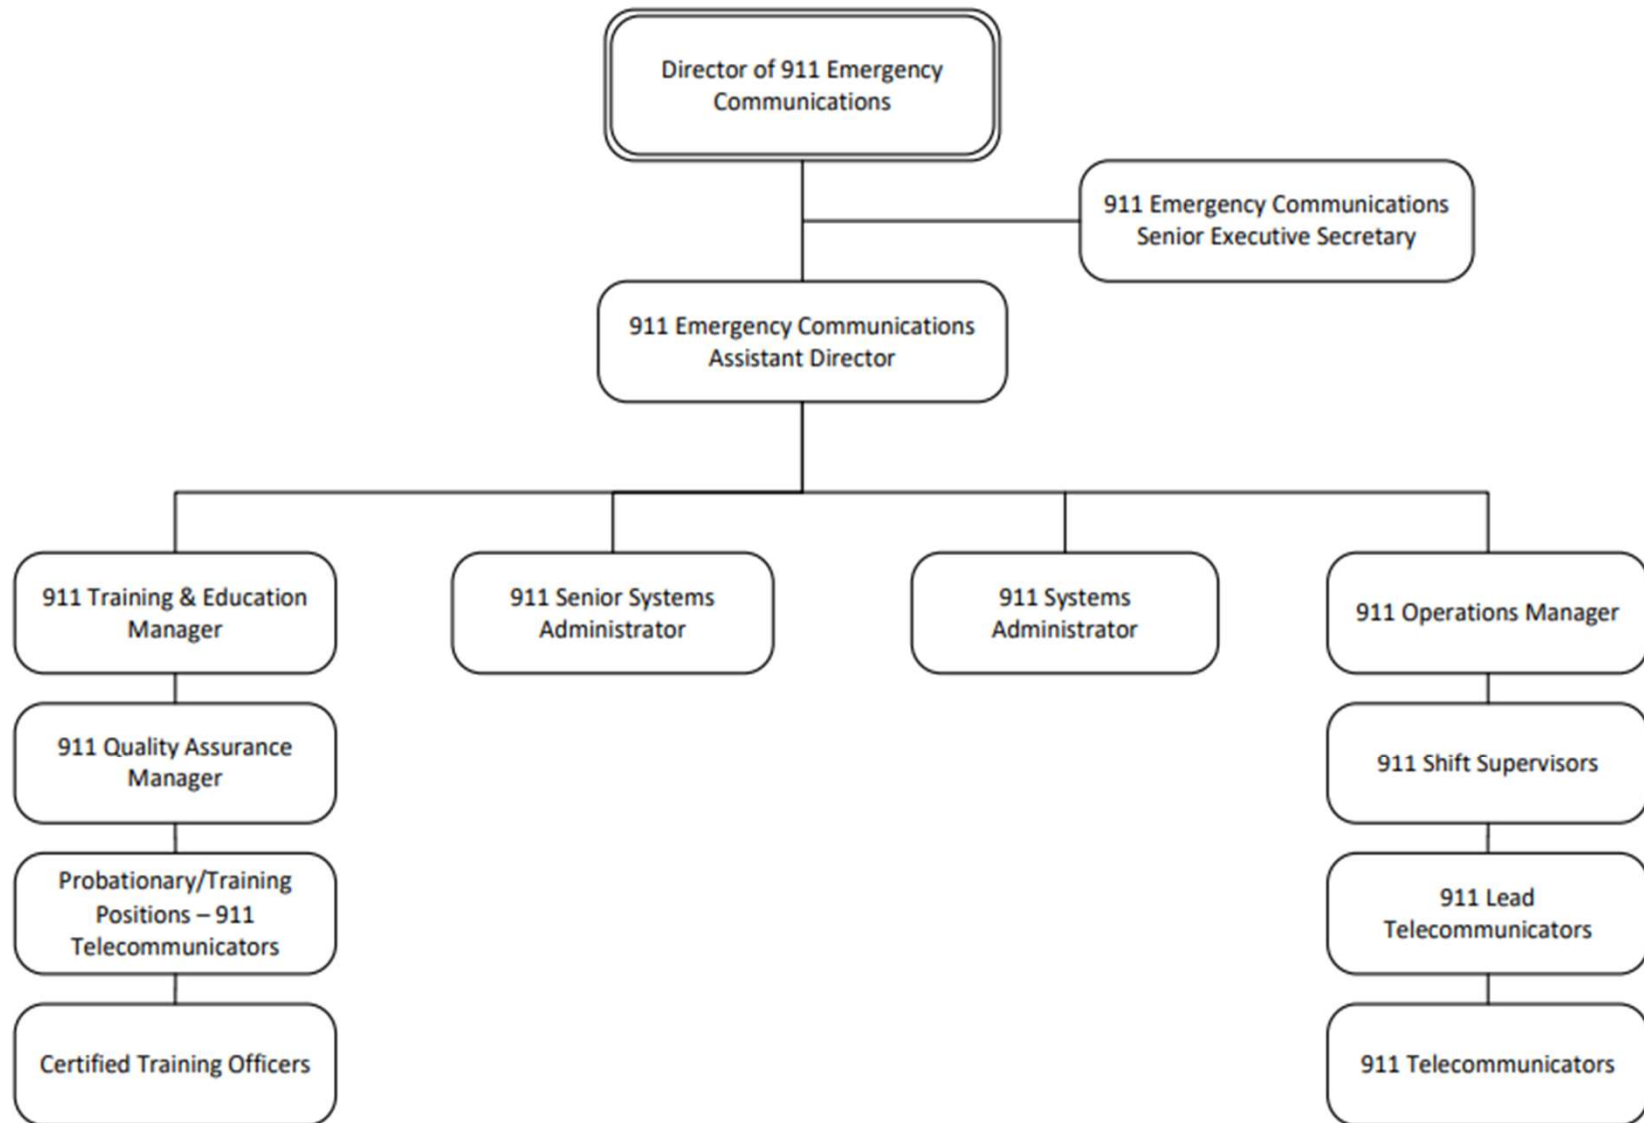 Director of 911 Emergency
Communications
911 Emergency Communications
Senior Executive Secretary
911 Emergency Communications
Assistant Director
911 Training & Education
Manager
911 Senior Systems
Administrator
911 Systems
Administrator
911 Operations Manager
911 Quality Assurance
Manager
911 Shift Supervisors
Probationary/Training
Positions – 911
Telecommunicators
911 Lead
Telecommunicators
Certified Training Officers
911 Telecommunicators